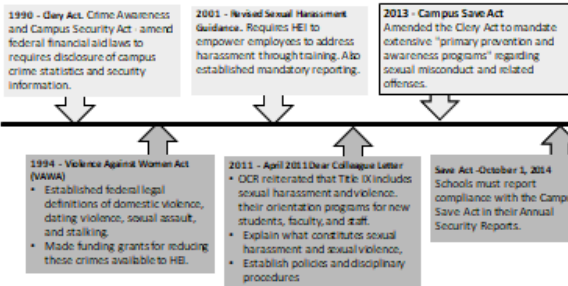 1990 - Clery Act. Crime Awareness
and Campus Security Act - amend
federal financial aid laws to
requires disclosure of campus
crime statistics and security
information.
2001 - Revised Sexual Harassment
Guidance. Requires HEI to
empower employees to address
harassment through training. Also
established mandatory reporting.
2013 - Campus Save Act
Amended the Clery Act to mandate
extensive "primary prevention and
awareness programs" regarding
sexual misconduct and related
offenses.
1994 - Violence Against Women Act
(VAWA)
• Established federal legal
definitions of domestic violence,
dating violence, sexual assault,
and stalking.
• Made funding grants for reducing
these crimes available to HEI.
2011 - April 2011 Dear Colleague Letter
• OCR reiterated that Title IX includes
sexual harassment and violence.
their orientation programs for new
students, faculty, and staff.
• Explain what constitutes sexual
harassment and sexual violence,
• Establish policies and disciplinary
procedures
Save Act - October 1, 2014
Schools must report
compliance with the Camp
Save Act in their Annual
Security Reports.